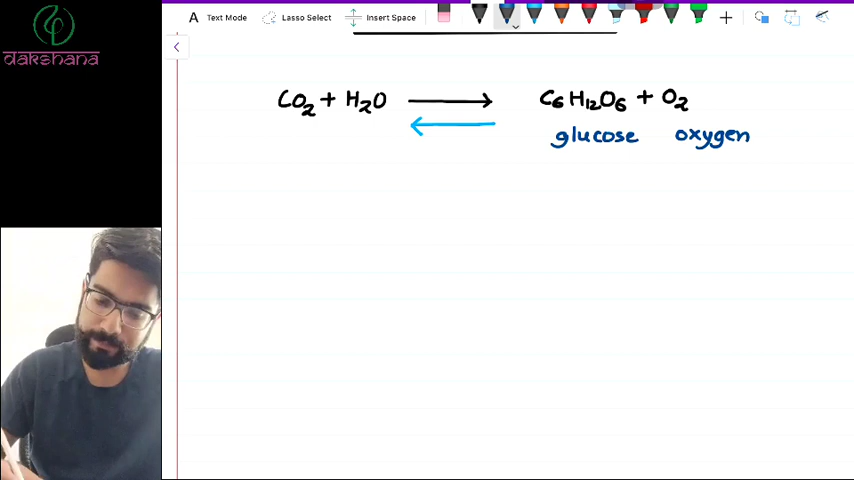 dakshana
A Text Mode Lasso Select Insert Space
CO₂ + H₂O ⟶ C₆H₁₂O₆ + O₂
⟵
glucose oxygen